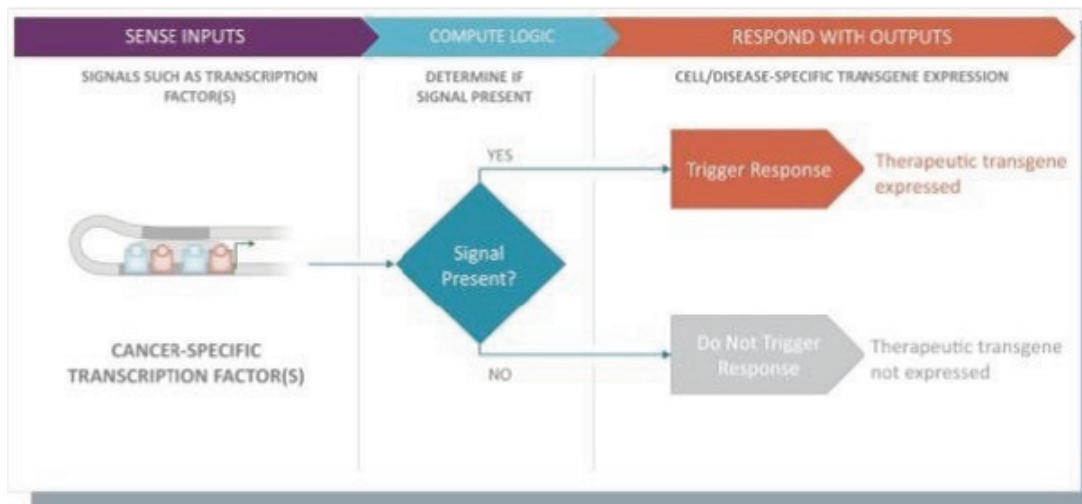 SENSE INPUTS
COMPUTE LOGIC
RESPOND WITH OUTPUTS
SIGNALS SUCH AS TRANSCRIPTION
FACTOR(S)
DETERMINE IF
SIGNAL PRESENT
CELL/DISEASE-SPECIFIC TRANSGENE EXPRESSION
CANCER-SPECIFIC
TRANSCRIPTION FACTOR(S)
Signal
Present?
YES
Trigger Response
Therapeutic transgene
expressed
NO
Do Not Trigger
Response
Therapeutic transgene
not expressed